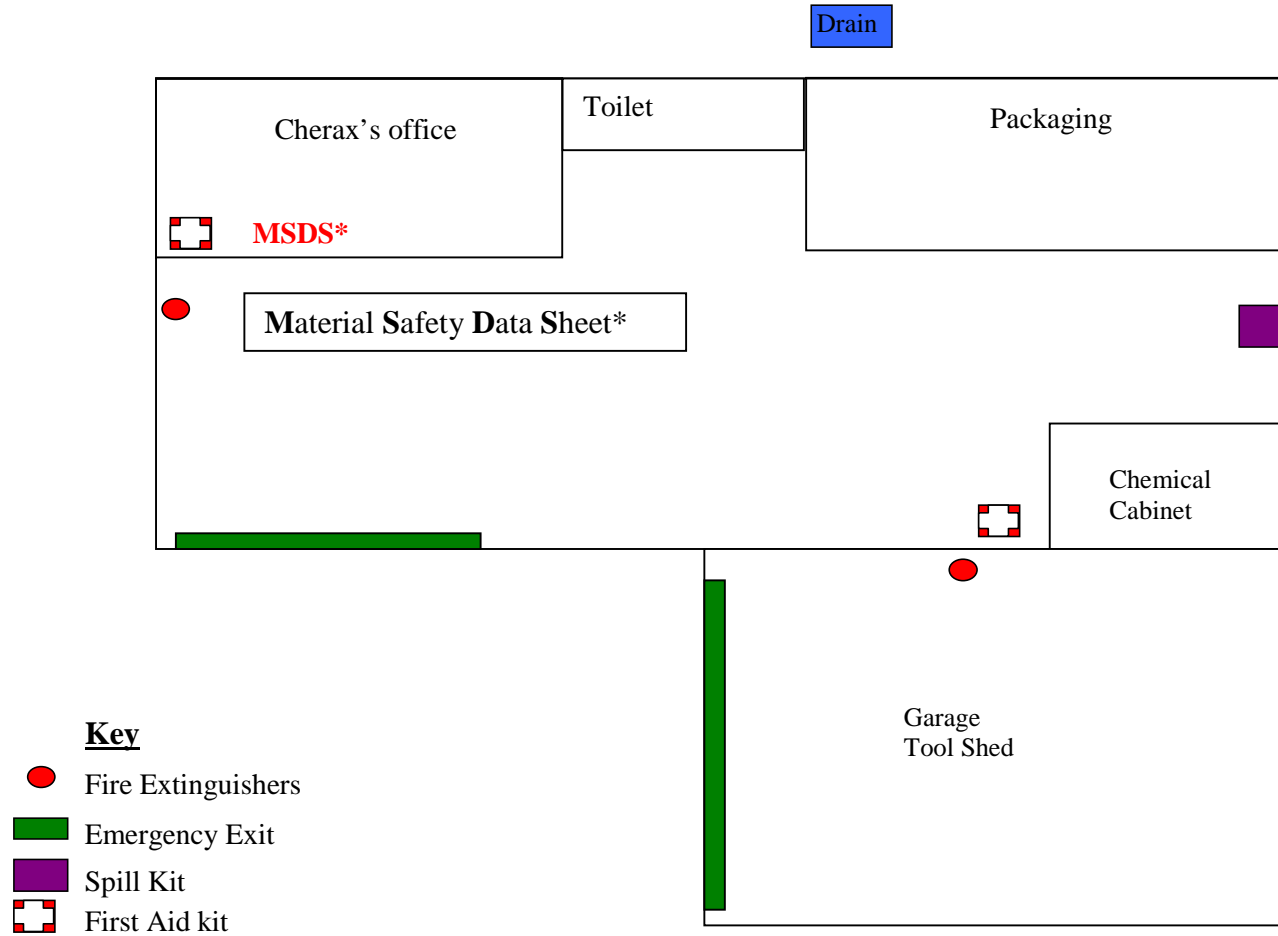 Drain
Cherax’s office
Toilet
Packaging
MSDS*
Material Safety Data Sheet*
Chemical
Cabinet
Garage
Tool Shed
Key
Fire Extinguishers
Emergency Exit
Spill Kit
First Aid kit